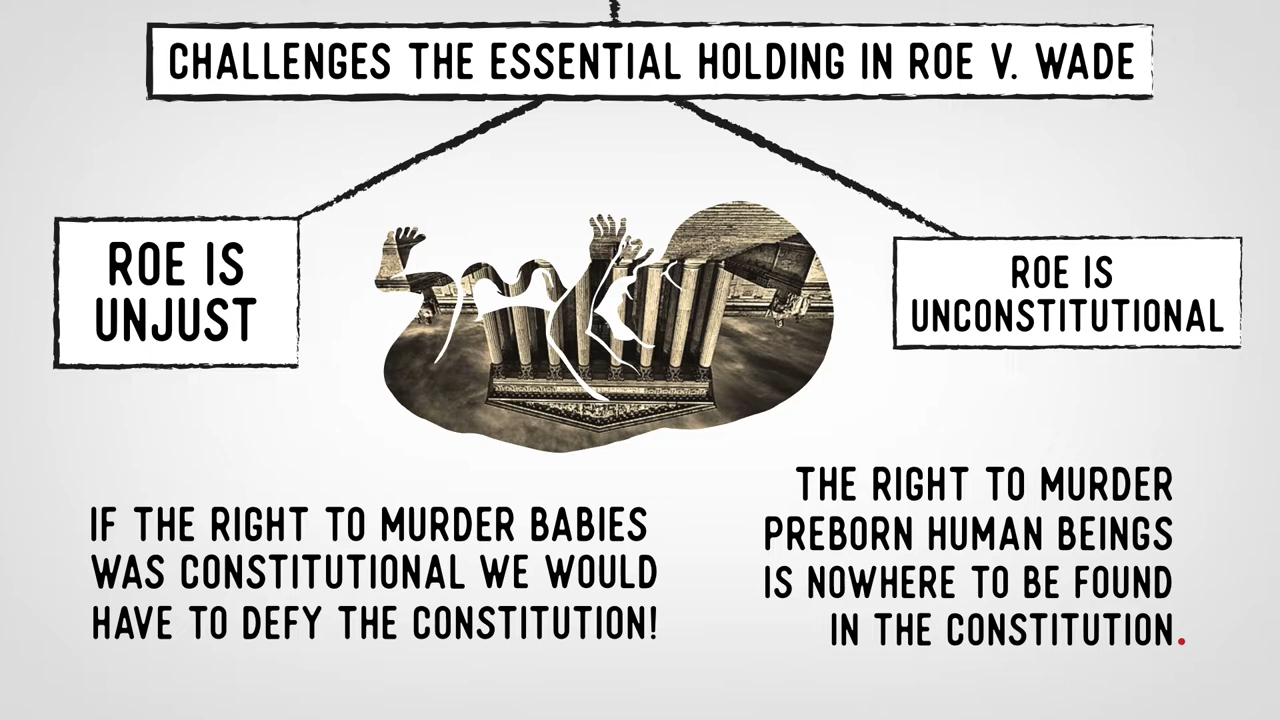 CHALLENGES THE ESSENTIAL HOLDING IN ROE V. WADE
ROE IS
UNJUST
ROE IS
UNCONSTITUTIONAL
IF THE RIGHT TO MURDER BABIES
WAS CONSTITUTIONAL WE WOULD
HAVE TO DEFY THE CONSTITUTION!
THE RIGHT TO MURDER
PREBORN HUMAN BEINGS
IS NOWHERE TO BE FOUND
IN THE CONSTITUTION.